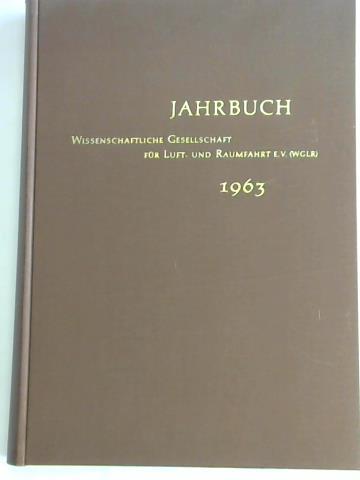 JAHRBUCH
WISSENSCHAFTLICHE GESELLSCHAFT
FÜR LUFT- UND RAUMFAHRT E.V. (WGLR)
1963